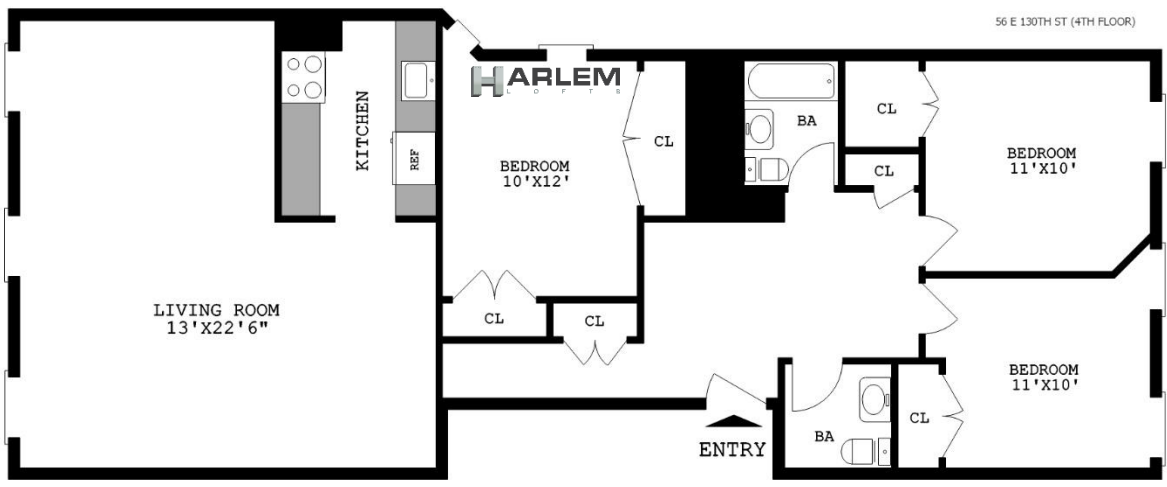 56 E 130TH ST (4TH FLOOR)
HARLEM
LOFTS
KITCHEN
REF
BEDROOM
10'X12'
CL
BA
CL
CL
BEDROOM
11'X10'
LIVING ROOM
13'X22'6"
CL
CL
BEDROOM
11'X10'
CL
BA
ENTRY